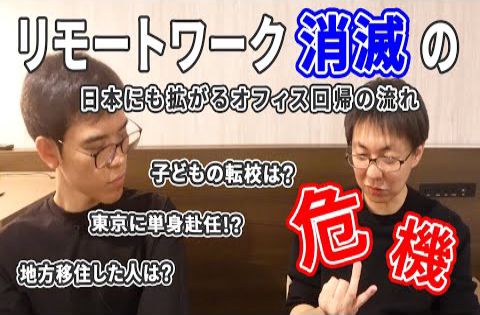 リモートワーク消滅の
日本にも拡がるオフィス回帰の流れ
子どもの転校は?
東京に単身赴任!?
地方移住した人は?
危機